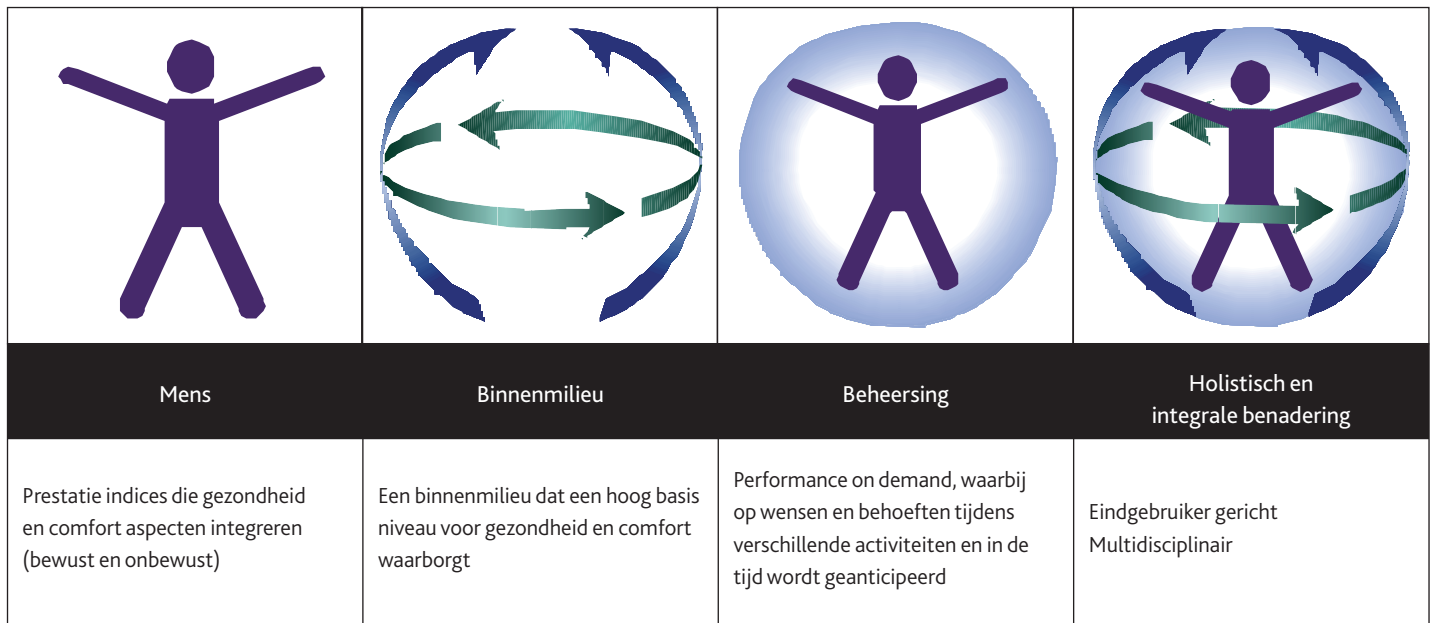 Mens
Binnenmilieu
Beheersing
Holistisch en
integrale benadering
Prestatie indices die gezondheid
en comfort aspecten integreren
(bewust en onbewust)
Een binnenmilieu dat een hoog basis
niveau voor gezondheid en comfort
waarborgt
Performance on demand, waarbij
op wensen en behoeften tijdens
verschillende activiteiten en in de
tijd wordt geanticipeerd
Eindgebruiker gericht
Multidisciplinair